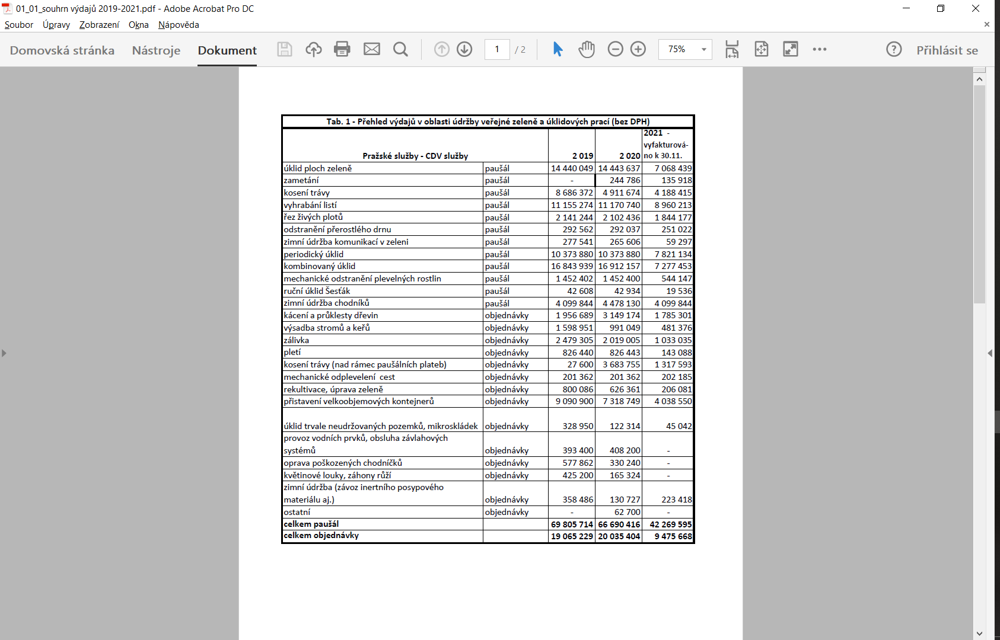 01_01_souhrn výdajů 2019-2021.pdf - Adobe Acrobat Pro DC
Soubor Úpravy Zobrazení Okna Nápověda
Domovská stránka Nástroje Dokument 1 / 2 75% Přihlásit se
Tab. 1 - Přehled výdajů v oblasti údržby veřejné zeleně a úklidových prací (bez DPH)
Pražské služby - CDV služby 2 019 2 020 2021 -
vyfakturová-
no k 30.11.
úklid ploch zeleně paušál 14 440 049 14 443 637 7 068 439
zametání paušál - 244 786 135 918
kosení trávy paušál 8 686 372 4 911 674 4 188 415
vyhrabání listí paušál 11 155 274 11 170 740 8 960 213
řez živých plotů paušál 2 141 244 2 102 436 1 844 177
odstranění přerostlého drnu paušál 292 562 292 037 251 022
zimní údržba komunikací v zeleni paušál 277 541 265 606 59 297
periodický úklid paušál 10 373 880 10 373 880 7 821 134
kombinovaný úklid paušál 16 843 939 16 912 157 7 277 453
mechanické odstranění plevelných rostlin paušál 1 452 402 1 452 400 544 147
ruční úklid Šesťák paušál 42 608 42 934 19 536
zimní údržba chodníků paušál 4 099 844 4 478 130 4 099 844
kácení a průklesty dřevin objednávky 1 956 689 3 149 174 1 785 301
výsadba stromů a keřů objednávky 1 598 951 991 049 481 376
zálivka objednávky 2 479 305 2 019 005 1 033 035
pletí objednávky 826 440 826 443 143 088
kosení trávy (nad rámec paušálních plateb) objednávky 27 600 3 683 755 1 317 593
mechanické odplevelení cest objednávky 201 362 201 362 202 185
rekultivace, úprava zeleně objednávky 800 086 626 361 206 081
přistavení velkoobjemových kontejnerů objednávky 9 090 900 7 318 749 4 038 550
úklid trvale neudržovaných pozemků, mikroskládek objednávky 328 950 122 314 45 042
provoz vodních prvků, obsluha závlahových
systémů objednávky 393 400 408 200 -
oprava poškozených chodníčků objednávky 577 862 330 240 -
květinové louky, záhony růží objednávky 425 200 165 324 -
zimní údržba (závoz inertního posypového
materiálu aj.) objednávky 358 486 130 727 223 418
ostatní objednávky - 62 700 -
celkem paušál 69 805 714 66 690 416 42 269 595
celkem objednávky 19 065 229 20 035 404 9 475 668